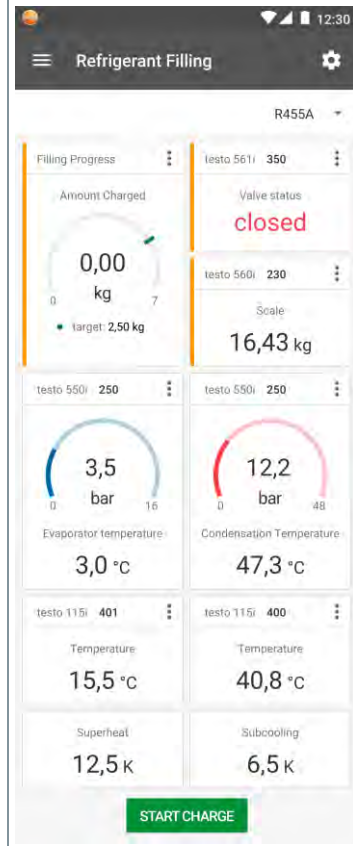 12:30
Refrigerant Filling
R455A
Filling Progress
Amount Charged
0,00
kg
0 7
target: 2,50 kg
testo 561i 350
Valve status
closed
testo 560i 230
Scale
16,43 kg
testo 550i 250
3,5
bar
0 16
Evaporator temperature
3,0 °C
testo 550i 250
12,2
bar
0 48
Condensation Temperature
47,3 °C
testo 115i 401
Temperature
15,5 °C
testo 115i 400
Temperature
40,8 °C
Superheat
12,5 K
Subcooling
6,5 K
START CHARGE